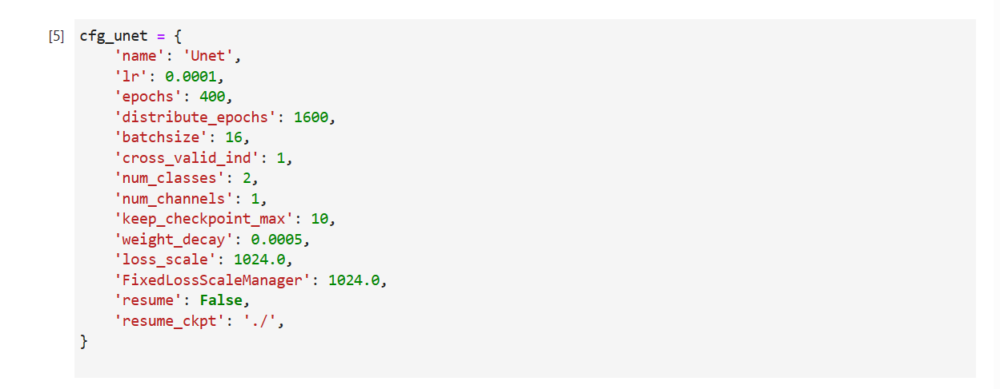 [5] cfg_unet = {
    'name': 'Unet',
    'lr': 0.0001,
    'epochs': 400,
    'distribute_epochs': 1600,
    'batchsize': 16,
    'cross_valid_ind': 1,
    'num_classes': 2,
    'num_channels': 1,
    'keep_checkpoint_max': 10,
    'weight_decay': 0.0005,
    'loss_scale': 1024.0,
    'FixedLossScaleManager': 1024.0,
    'resume': False,
    'resume_ckpt': './',
}